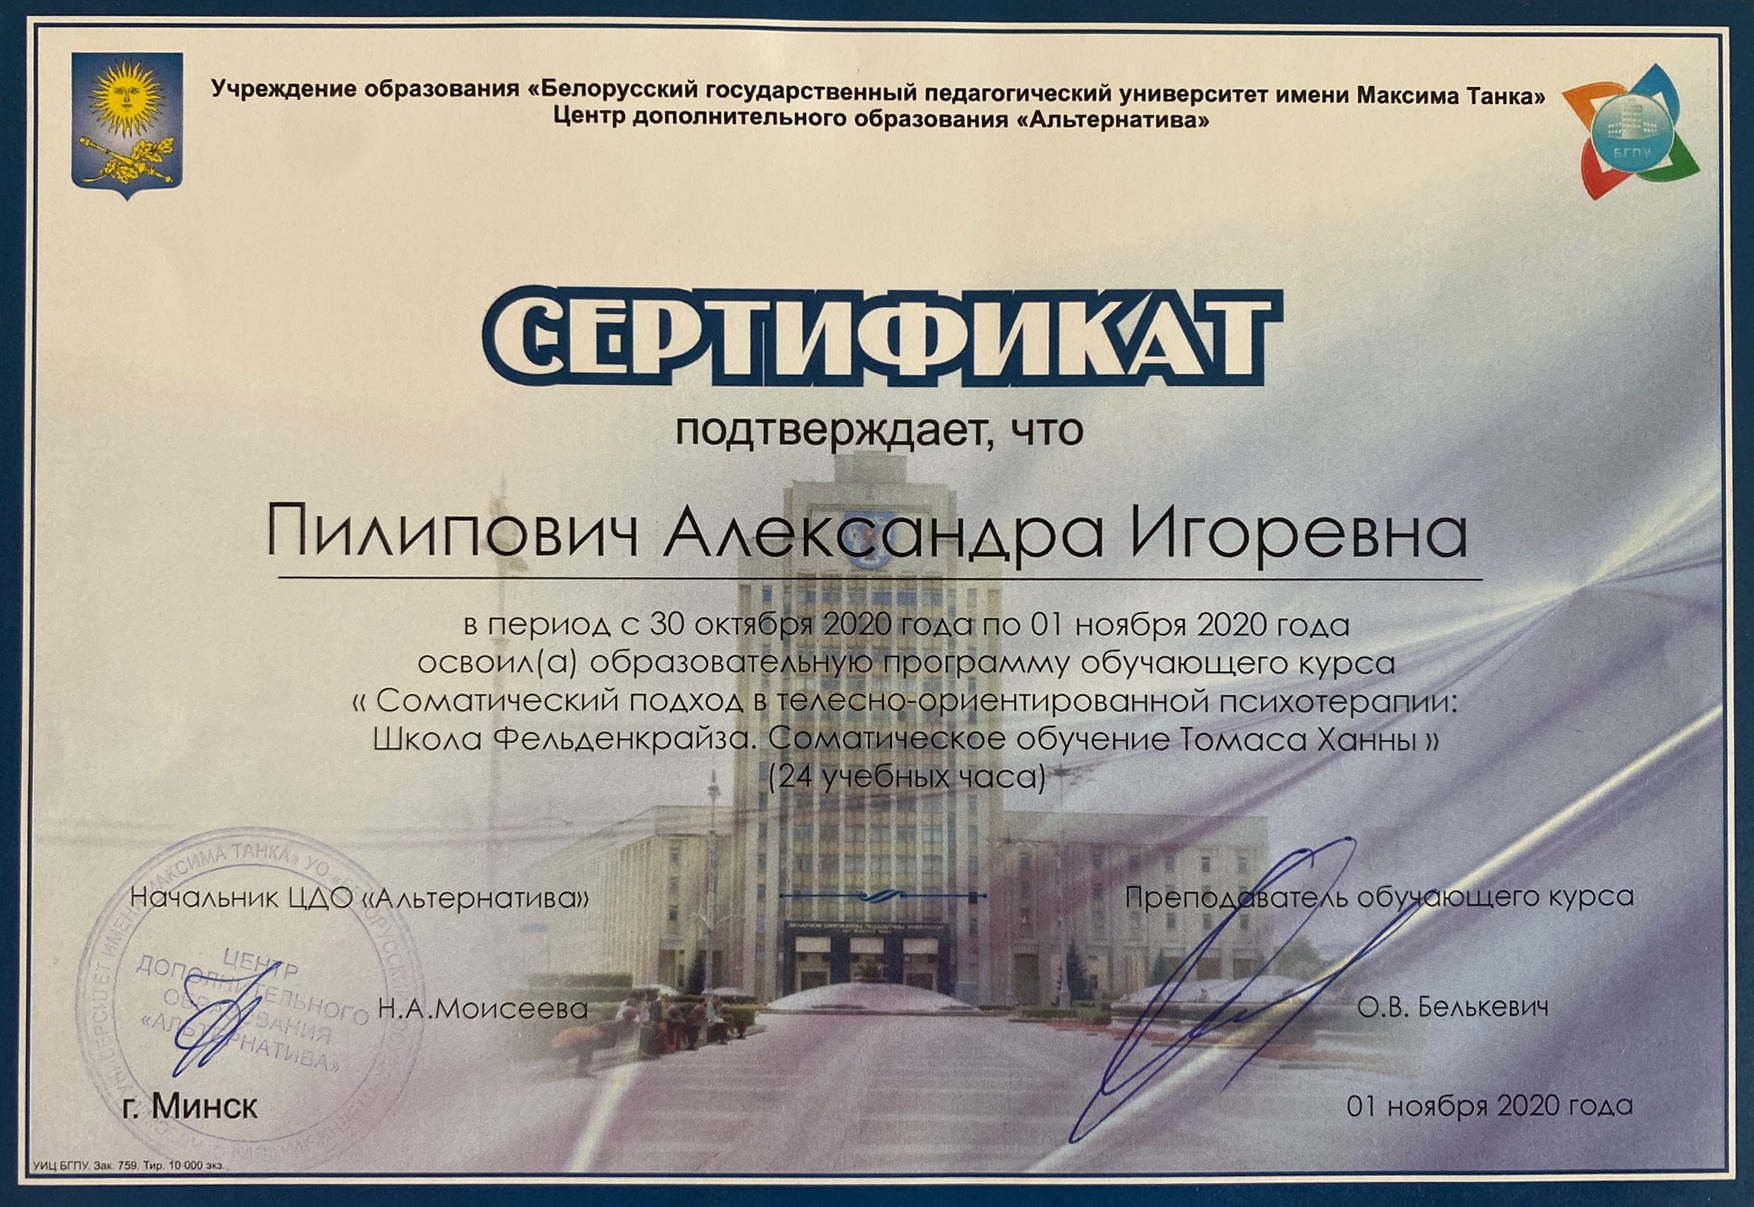 Учреждение образования «Белорусский государственный педагогический университет имени Максима Танка»
Центр дополнительного образования «Альтернатива»
БГПУ
СЕРТИФИКАТ
подтверждает, что
Пилипович Александра Игоревна
в период с 30 октября 2020 года по 01 ноября 2020 года
освоил(а) образовательную программу обучающего курса
« Соматический подход в телесно-ориентированной психотерапии:
Школа Фельденкрайза. Соматическое обучение Томаса Ханны »
(24 учебных часа)
Начальник ЦДО «Альтернатива»
Преподаватель обучающего курса
МАКСИМА ТАНКА» УО «БЕЛОРУССКИЙ
УНИВЕРСИТЕТ ИМЕНИ
ЦЕНТР
ДОПОЛНИТЕЛЬНОГО
ОБРАЗОВАНИЯ
«АЛЬТЕРНАТИВА»
Н.А.Моисеева
О.В. Белькевич
г. Минск
01 ноября 2020 года
УИЦ БГПУ. Зак. 759. Тир. 10 000 экз.